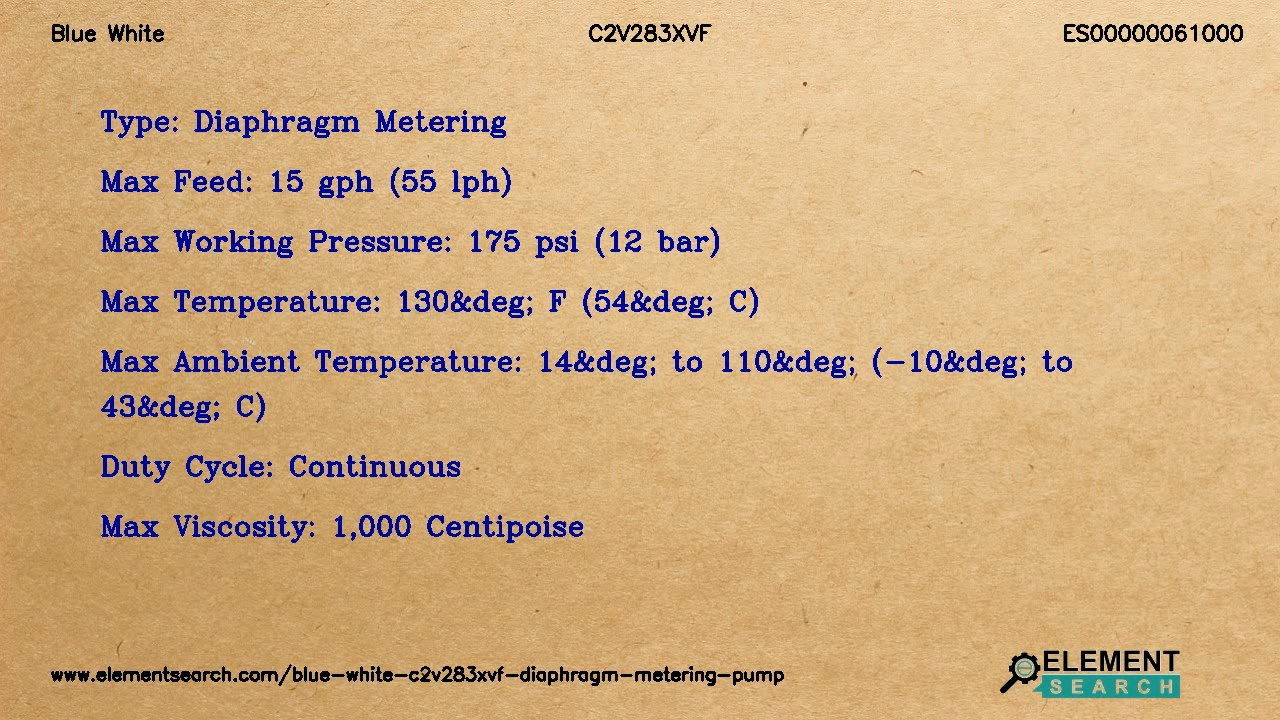 Blue White C2V283XVF ES00000061000
Type: Diaphragm Metering
Max Feed: 15 gph (55 lph)
Max Working Pressure: 175 psi (12 bar)
Max Temperature: 130&deg; F (54&deg; C)
Max Ambient Temperature: 14&deg; to 110&deg; (-10&deg; to
43&deg; C)
Duty Cycle: Continuous
Max Viscosity: 1,000 Centipoise
www.elementsearch.com/blue-white-c2v283xvf-diaphragm-metering-pump
ELEMENT
SEARCH